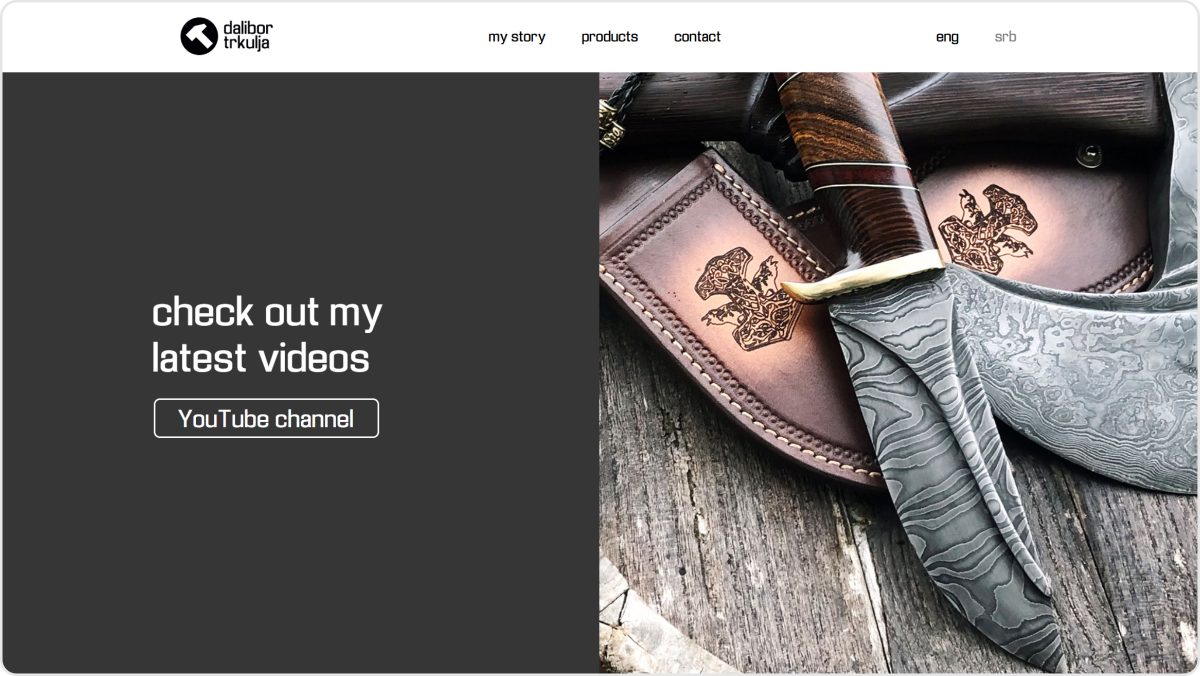 dalibor
trkulja
my story
products
contact
eng
srb
check out my
latest videos
YouTube channel